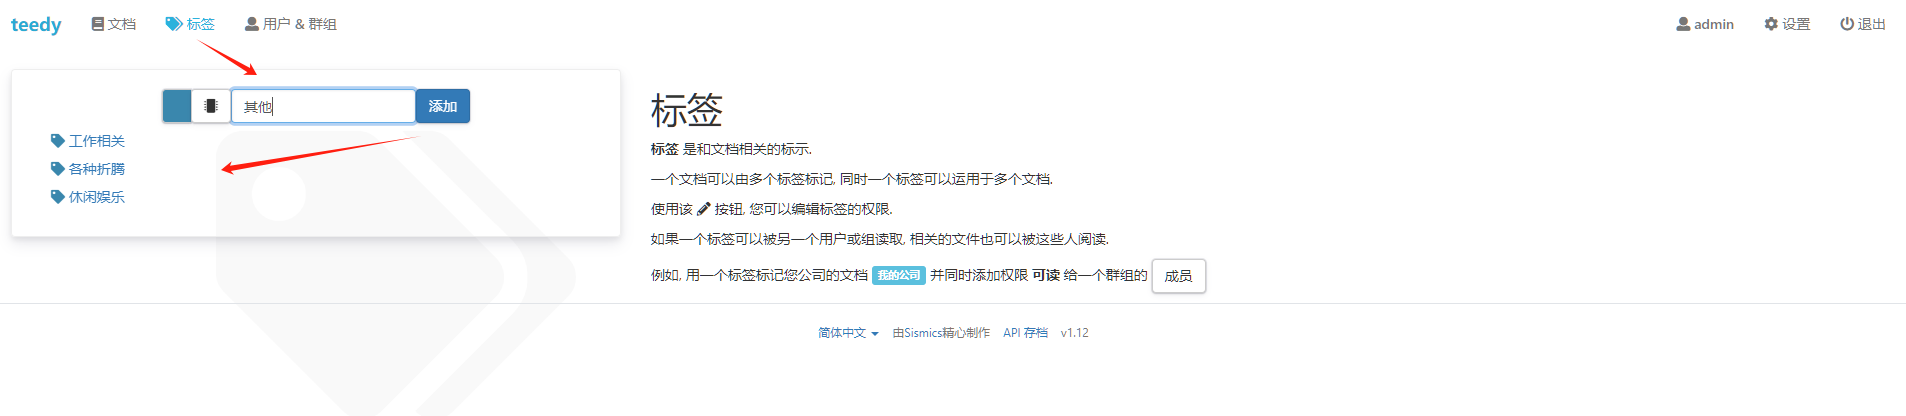 teedy 文档 标签 用户 & 群组 admin 设置 退出
其他 添加
工作相关
各种折腾
休闲娱乐
标签
标签 是和文档相关的标示.
一个文档可以由多个标签标记, 同时一个标签可以运用于多个文档.
使用该 按钮, 您可以编辑标签的权限.
如果一个标签可以被另一个用户或组读取, 相关的文件也可以被这些人阅读.
例如, 用一个标签标记您公司的文档 我的公司 并同时添加权限 可读 给一个群组的 成员
简体中文 由Sismics精心制作 API 存档 v1.12